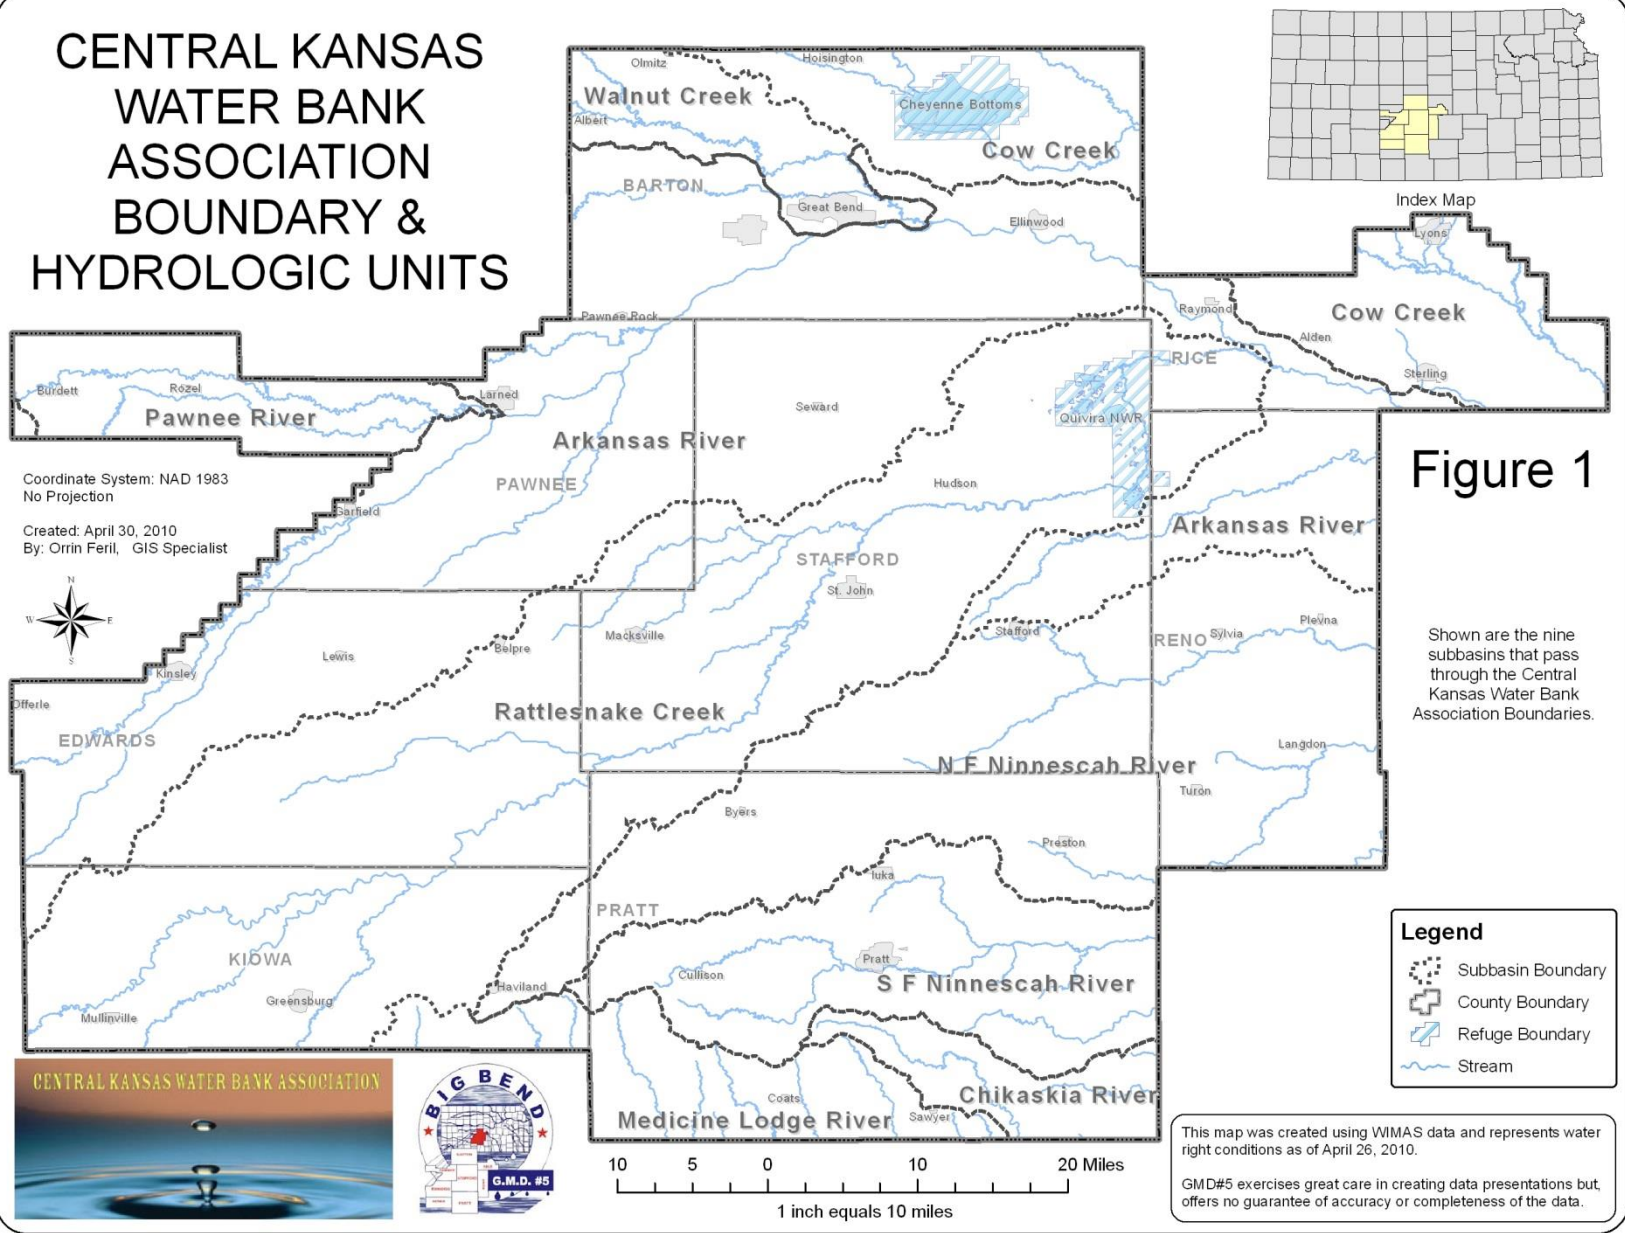 CENTRAL KANSAS
WATER BANK
ASSOCIATION
BOUNDARY &
HYDROLOGIC UNITS
Olmitz
Hoisington
Walnut Creek
Cheyenne Bottoms
Albert
Cow Creek
BARTON
Great Bend
Ellinwood
Index Map
Lyons
Pawnee Rock
Raymond
Cow Creek
Alden
RICE
Sterling
Burdett
Rozel
Larned
Pawnee River
Seward
Quivira NWR
Arkansas River
Figure 1
Coordinate System: NAD 1983
No Projection
Created: April 30, 2010
By: Orrin Feril, GIS Specialist
PAWNEE
Hudson
Garfield
Arkansas River
STAFFORD
St. John
N
W
E
S
Macksville
Stafford
RENO
Sylvia
Plevna
Lewis
Belpre
Kinsley
Offerle
Shown are the nine
subbasins that pass
through the Central
Kansas Water Bank
Association Boundaries.
Rattlesnake Creek
EDWARDS
Langdon
N F Ninnescah River
Turon
Byers
Preston
Iuka
PRATT
KIOWA
Pratt
Cullison
S F Ninnescah River
Haviland
Greensburg
Mullinville
Legend
Subbasin Boundary
County Boundary
Refuge Boundary
Stream
CENTRAL KANSAS WATER BANK ASSOCIATION
BIG BEND
G.M.D. #5
Coats
Chikaskia River
Medicine Lodge River
Sawyer
10 5 0 10 20 Miles
1 inch equals 10 miles
This map was created using WIMAS data and represents water
right conditions as of April 26, 2010.
GMD#5 exercises great care in creating data presentations but,
offers no guarantee of accuracy or completeness of the data.